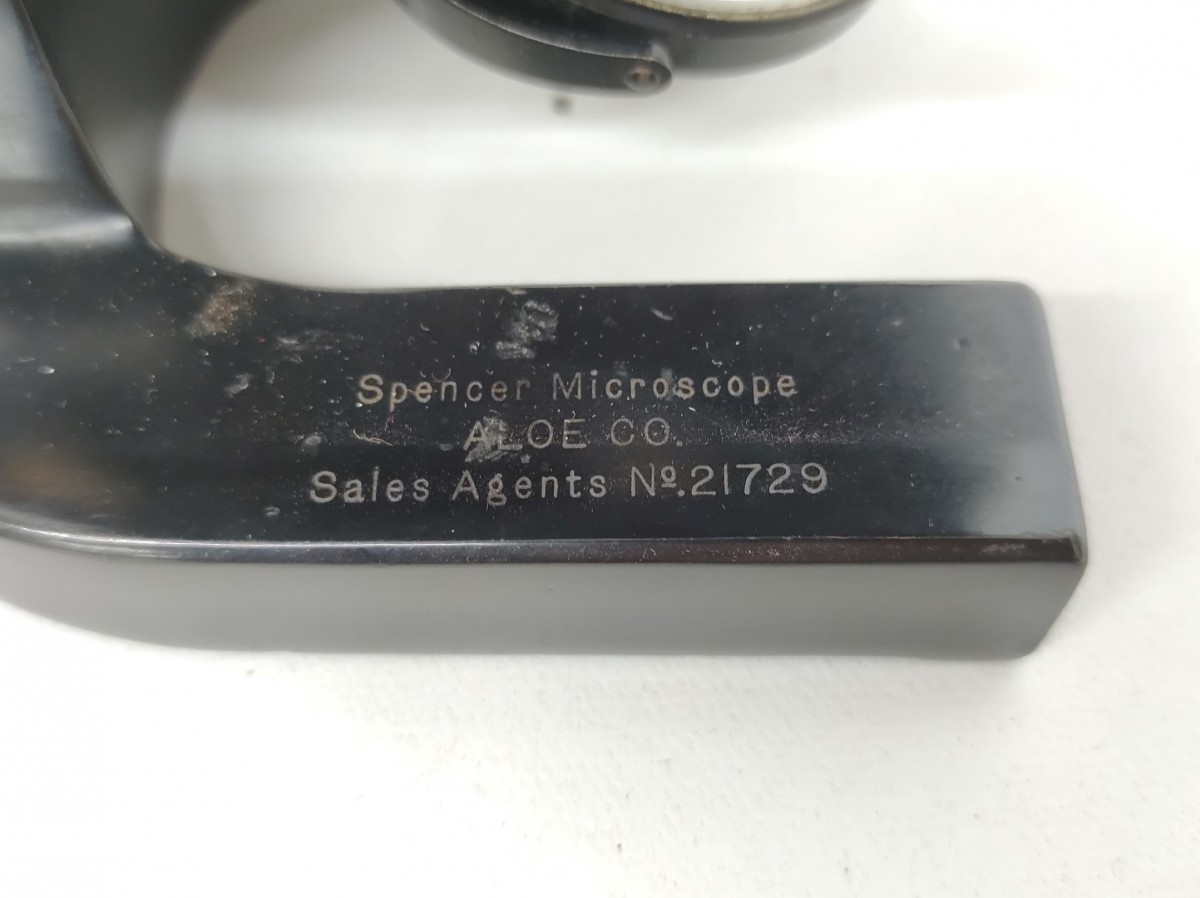 Spencer Microscope
ALOE CO.
Sales Agents Nº.21729